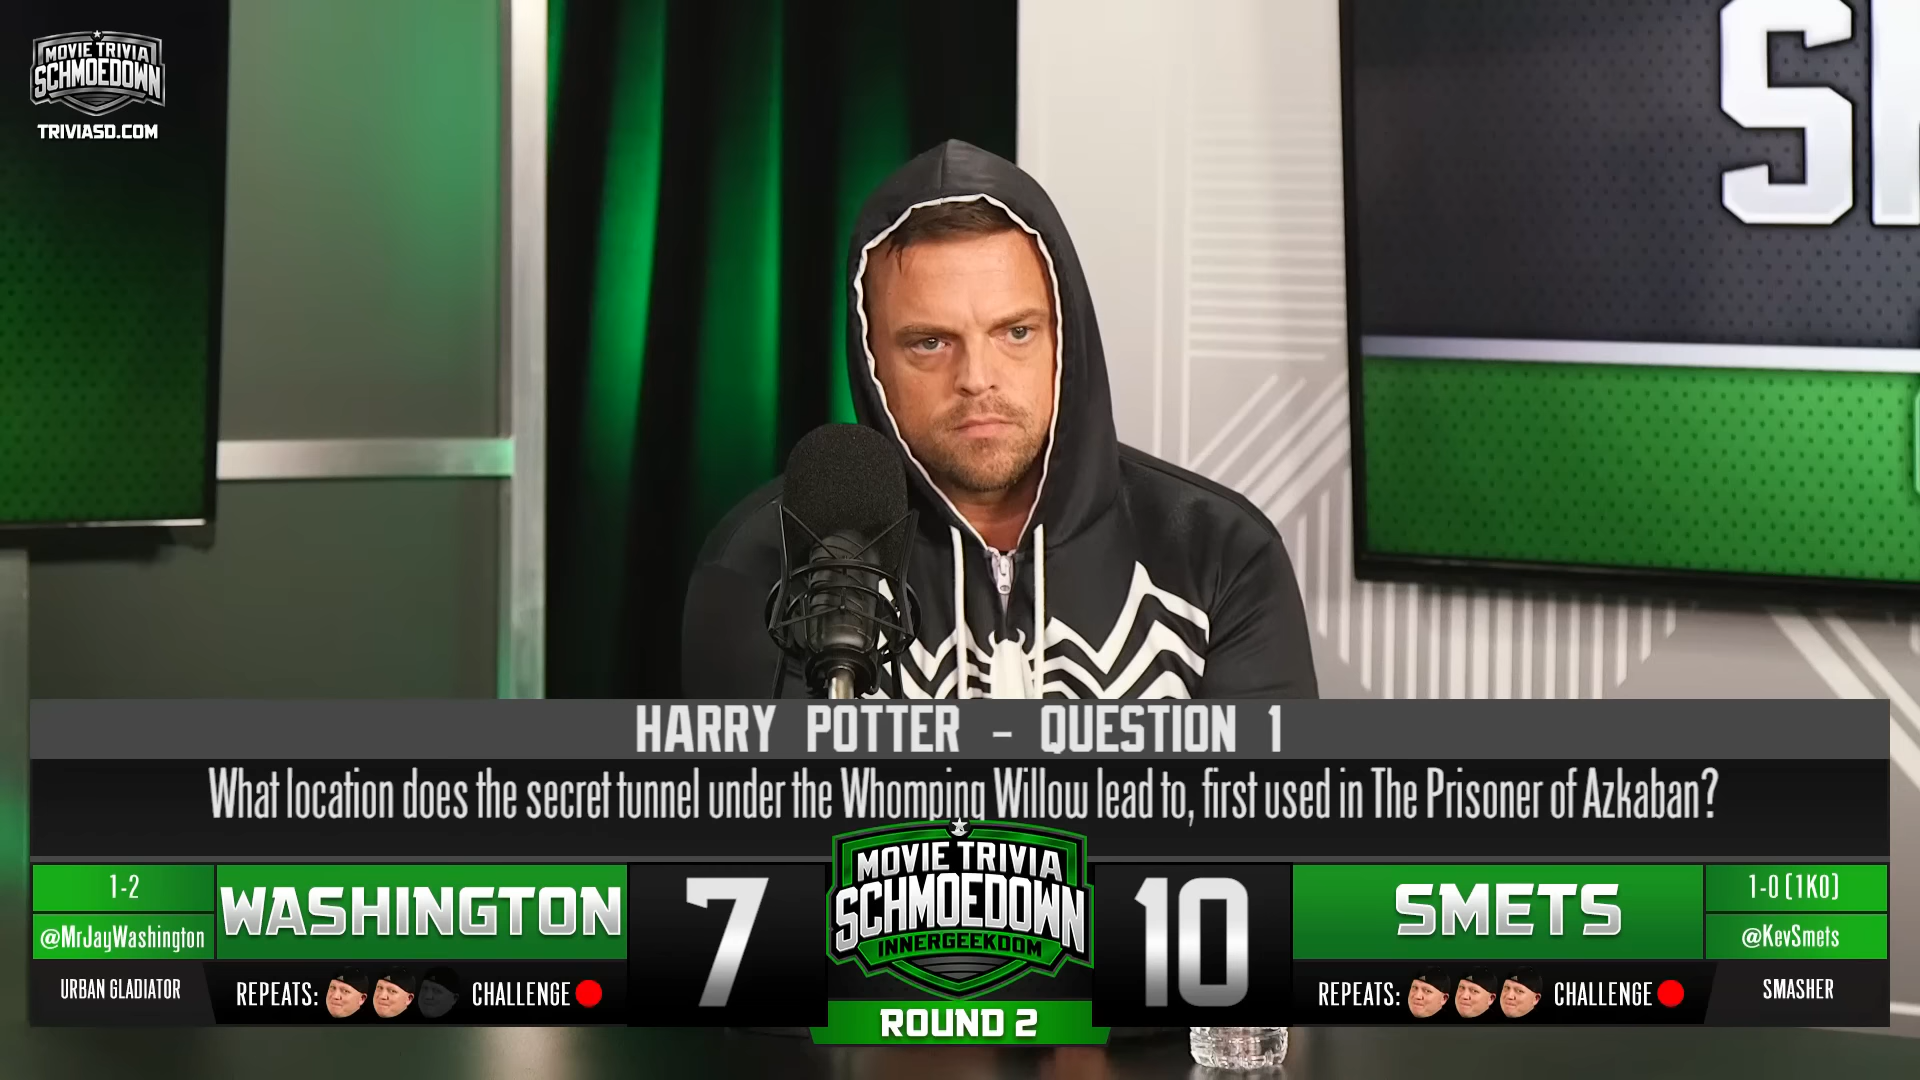 MOVIE TRIVIA
SCHMOEDOWN
TRIVIASD.COM
HARRY POTTER - QUESTION 1
What location does the secret tunnel under the Whomping Willow lead to, first used in The Prisoner of Azkaban?
1-2
@MrJayWashington
URBAN GLADIATOR
WASHINGTON
REPEATS: CHALLENGE
7
MOVIE TRIVIA
SCHMOEDOWN
INNERGEEKDOM
ROUND 2
10
SMETS
REPEATS: CHALLENGE
1-0 (1KO)
@KevSmets
SMASHER